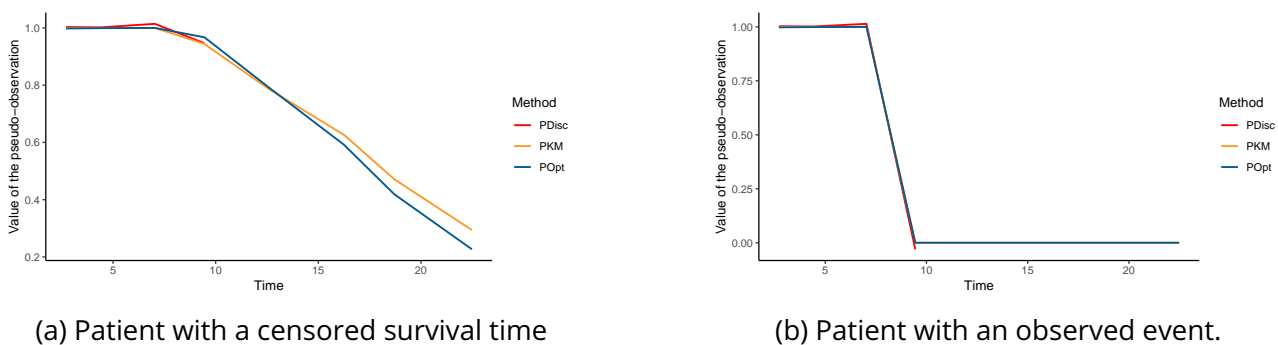 Value of the pseudo−observation
1.0
0.8
0.6
0.4
0.2
5 10 15 20
Time
Method
PDisc
PKM
POpt
(a) Patient with a censored survival time
Value of the pseudo−observation
1.00
0.75
0.50
0.25
0.00
5 10 15 20
Time
Method
PDisc
PKM
POpt
(b) Patient with an observed event.